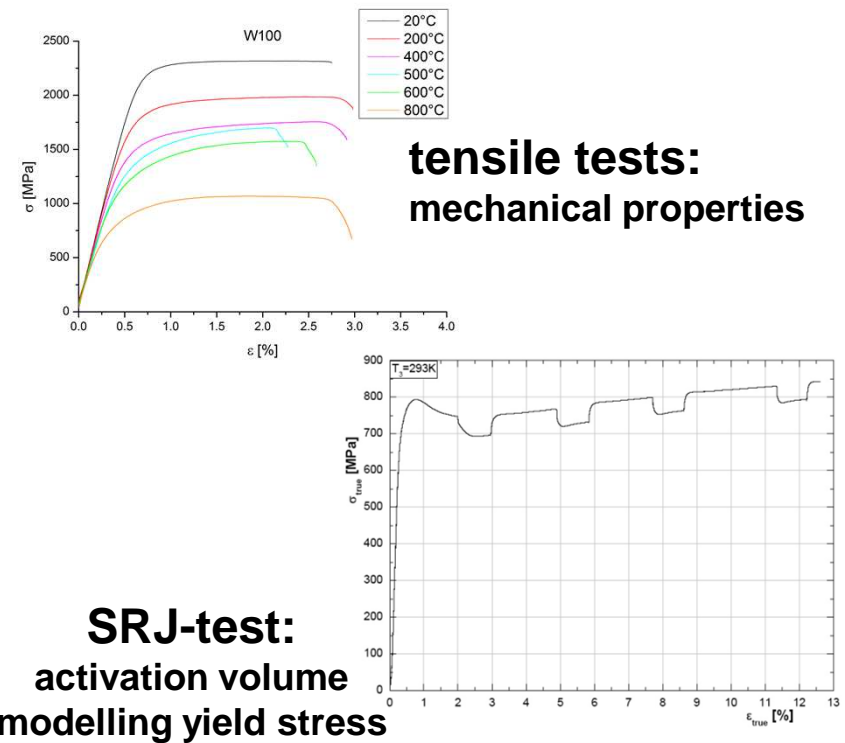 W100
20°C
200°C
400°C
500°C
600°C
800°C
2500
2000
1500
1000
500
0
σ [MPa]
0.0 0.5 1.0 1.5 2.0 2.5 3.0 3.5 4.0
ε [%]
tensile tests:
mechanical properties
T₃=293K
900
800
700
600
500
400
300
200
100
0
σ_true [MPa]
0 1 2 3 4 5 6 7 8 9 10 11 12 13
ε_true [%]
SRJ-test:
activation volume
modelling yield stress